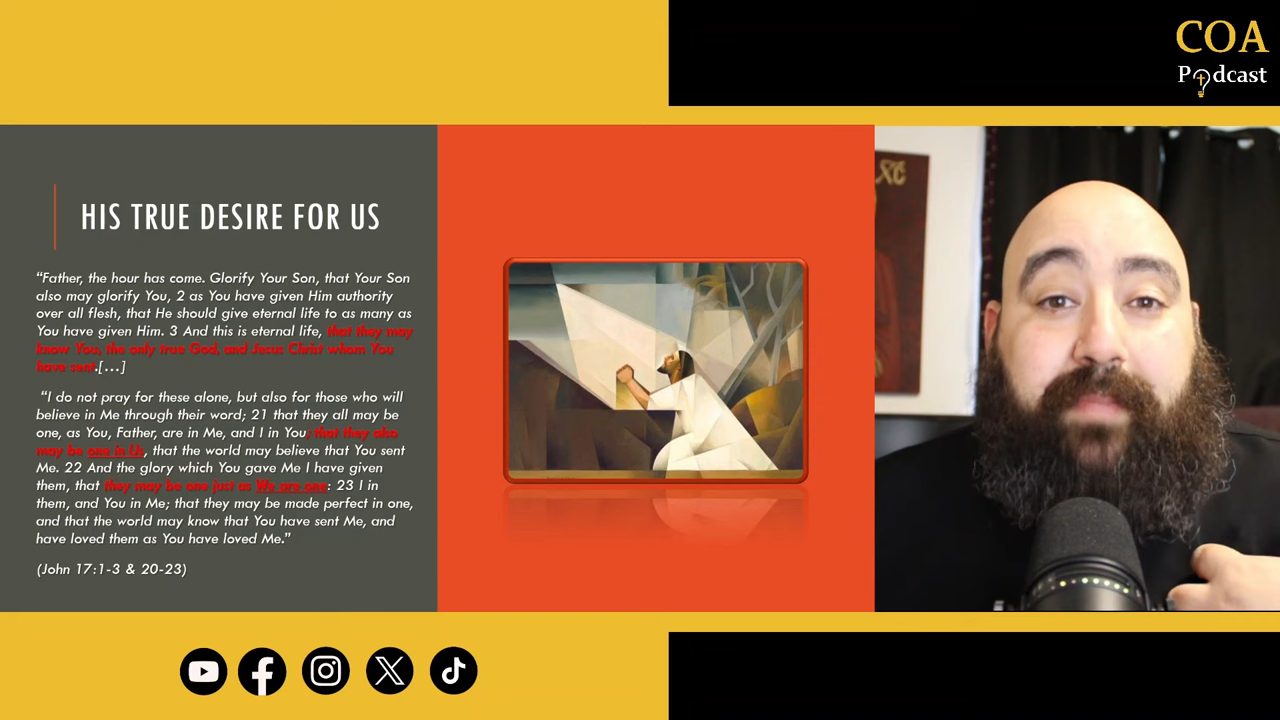 COA
Podcast
HIS TRUE DESIRE FOR US
“Father, the hour has come. Glorify Your Son, that Your Son
also may glorify You, 2 as You have given Him authority
over all flesh, that He should give eternal life to as many as
You have given Him. 3 And this is eternal life, that they may
know You, the only true God, and Jesus Christ whom You
have sent.[...]
“I do not pray for these alone, but also for those who will
believe in Me through their word; 21 that they all may be
one, as You, Father, are in Me, and I in You; that they also
may be one in Us, that the world may believe that You sent
Me. 22 And the glory which You gave Me I have given
them, that they may be one just as We are one: 23 I in
them, and You in Me; that they may be made perfect in one,
and that the world may know that You have sent Me, and
have loved them as You have loved Me.”
(John 17:1-3 & 20-23)